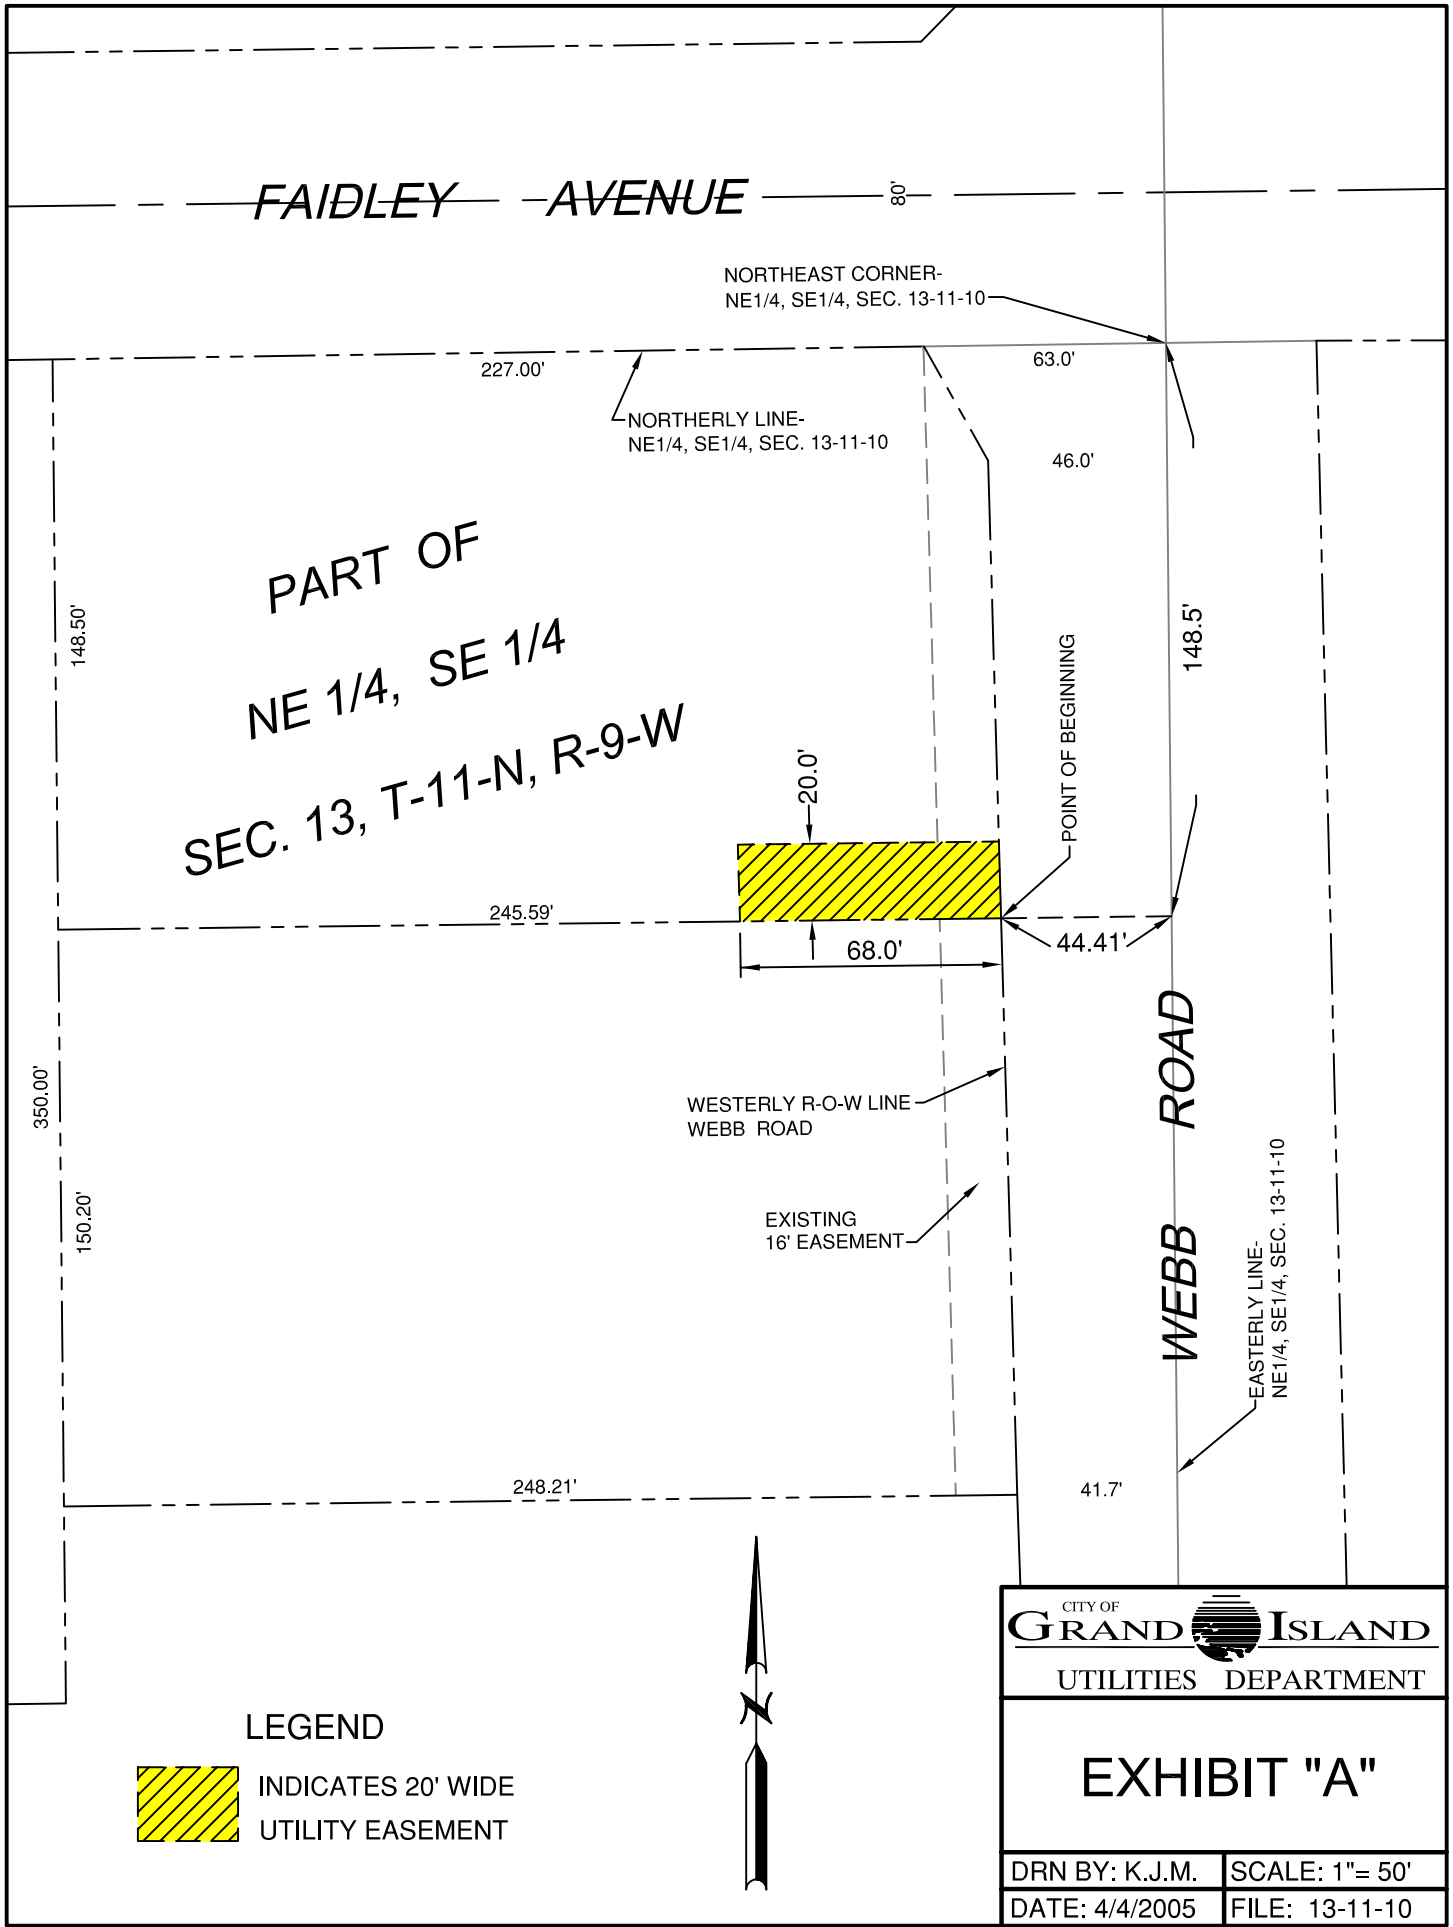 FAIDLEY AVENUE
80'
NORTHEAST CORNER-
NE1/4, SE1/4, SEC. 13-11-10
227.00'
63.0'
NORTHERLY LINE-
NE1/4, SE1/4, SEC. 13-11-10
46.0'
PART OF
NE 1/4, SE 1/4
SEC. 13, T-11-N, R-9-W
148.50'
148.5'
POINT OF BEGINNING
20.0'
245.59'
68.0'
44.41'
WEBB ROAD
350.00'
150.20'
WESTERLY R-O-W LINE
WEBB ROAD
EXISTING
16' EASEMENT
EASTERLY LINE-
NE1/4, SE1/4, SEC. 13-11-10
248.21'
41.7'
N
LEGEND
INDICATES 20' WIDE
UTILITY EASEMENT
CITY OF
GRAND ISLAND
UTILITIES DEPARTMENT
EXHIBIT "A"
DRN BY: K.J.M.
SCALE: 1"= 50'
DATE: 4/4/2005
FILE: 13-11-10